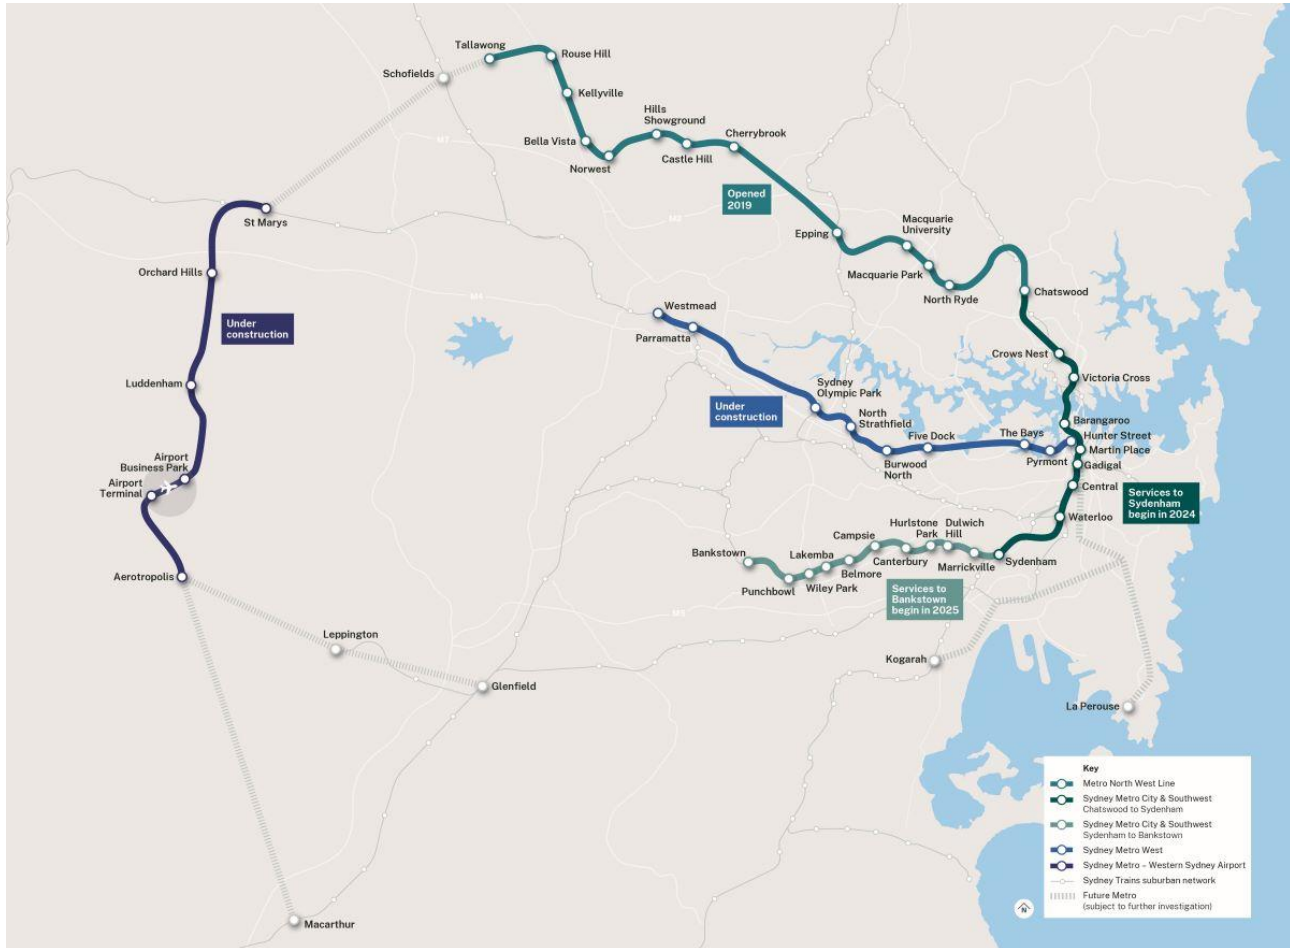 Tallawong
Rouse Hill
Schofields
Kellyville
Hills
Showground
M7
Bella Vista
Cherrybrook
Castle Hill
Norwest
Opened
2019
St Marys
M2
Macquarie
University
Epping
Orchard Hills
Macquarie Park
North Ryde
Chatswood
M4
Westmead
Under
construction
Parramatta
Crows Nest
Luddenham
Victoria Cross
Sydney
Olympic Park
Under
construction
North
Strathfield
Barangaroo
Five Dock
The Bays
Hunter Street
Martin Place
Airport
Business Park
Burwood
North
Pyrmont
Gadigal
Airport
Terminal
Central
Services to
Sydenham
begin in 2024
Waterloo
Hurlstone
Park
Dulwich
Hill
Campsie
Bankstown
Lakemba
Canterbury
Sydenham
Belmore
Marrickville
Aerotropolis
Punchbowl
Wiley Park
Services to
Bankstown
begin in 2025
M5
Leppington
Kogarah
Glenfield
La Perouse
Key
Metro North West Line
Sydney Metro City & Southwest
Chatswood to Sydenham
Sydney Metro City & Southwest
Sydenham to Bankstown
Sydney Metro West
Sydney Metro – Western Sydney Airport
Sydney Trains suburban network
Future Metro
(subject to further investigation)
N
Macarthur